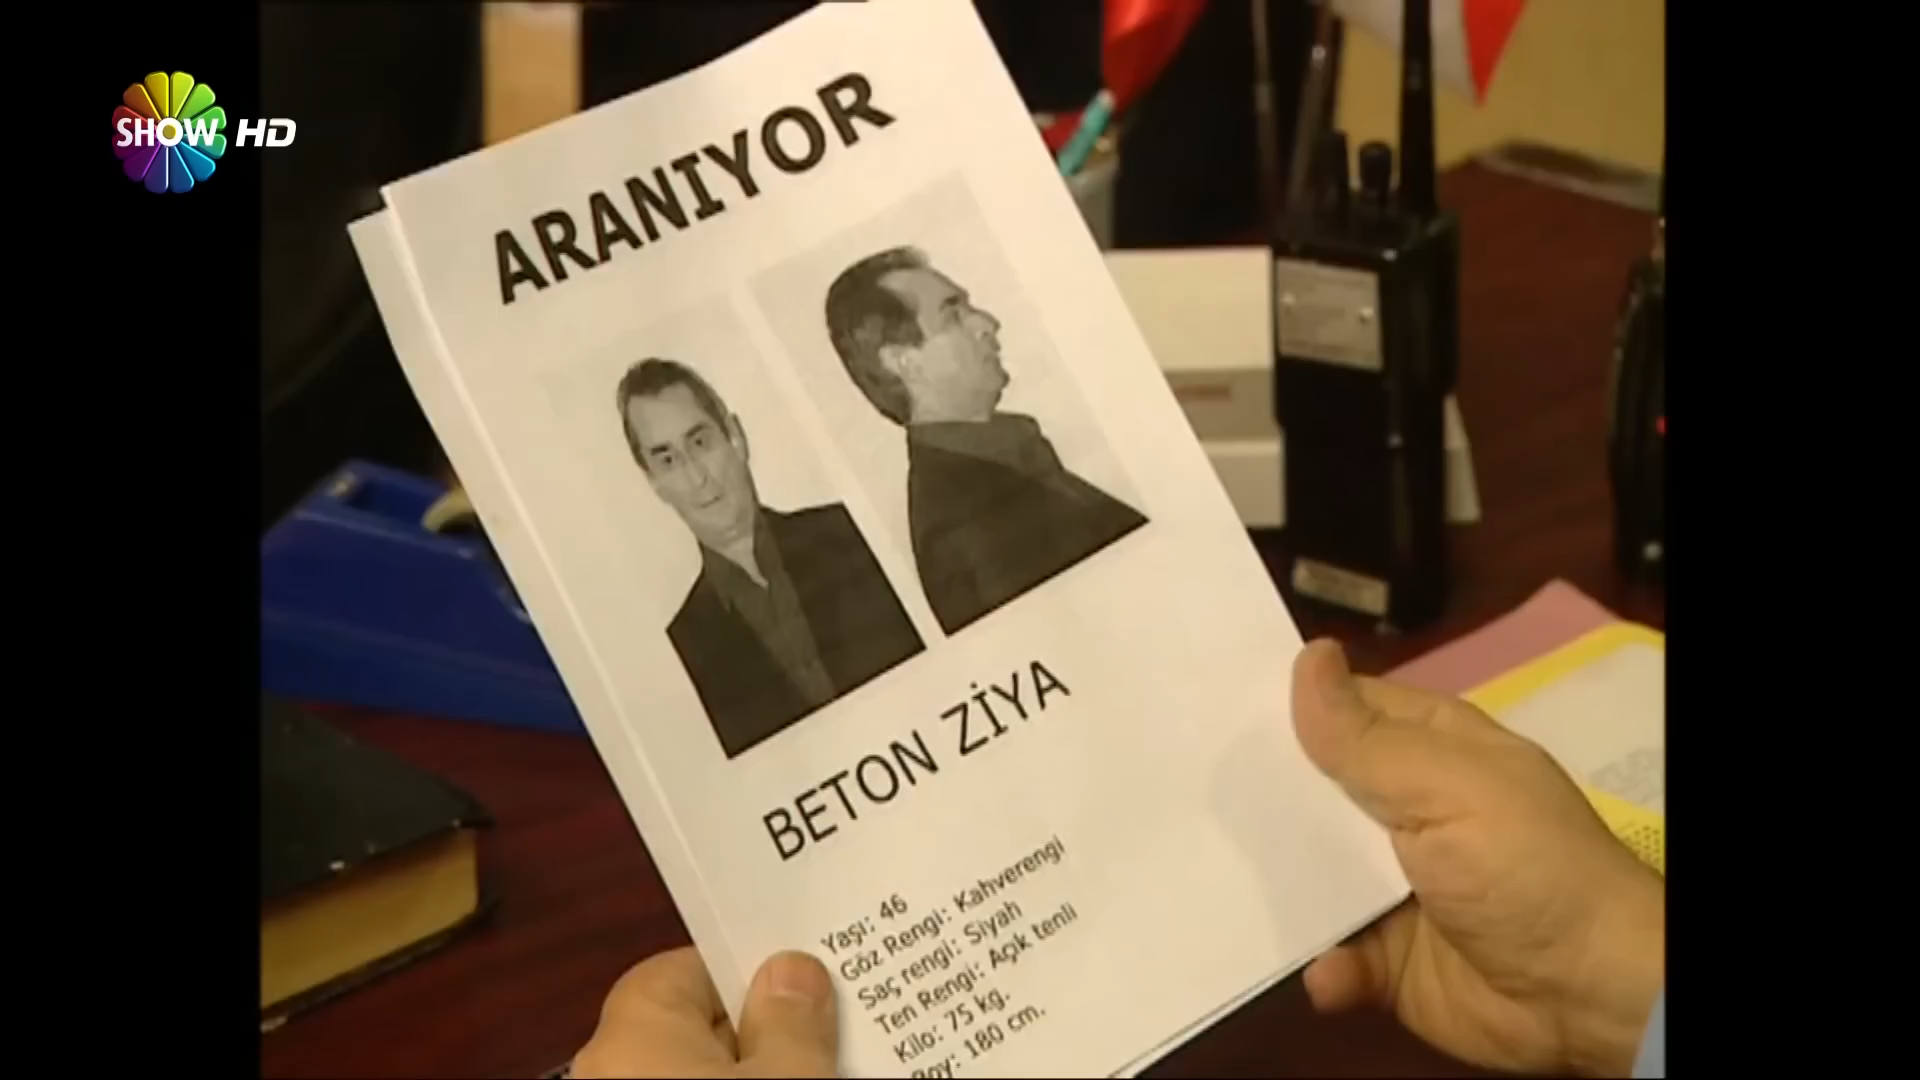 SHOW HD
ARANIYOR
BETON ZİYA
Yaşı: 46
Göz Rengi: Kahverengi
Saç rengi: Siyah
Ten Rengi: Açık tenli
Kilo: 75 kg.
Boy: 180 cm.